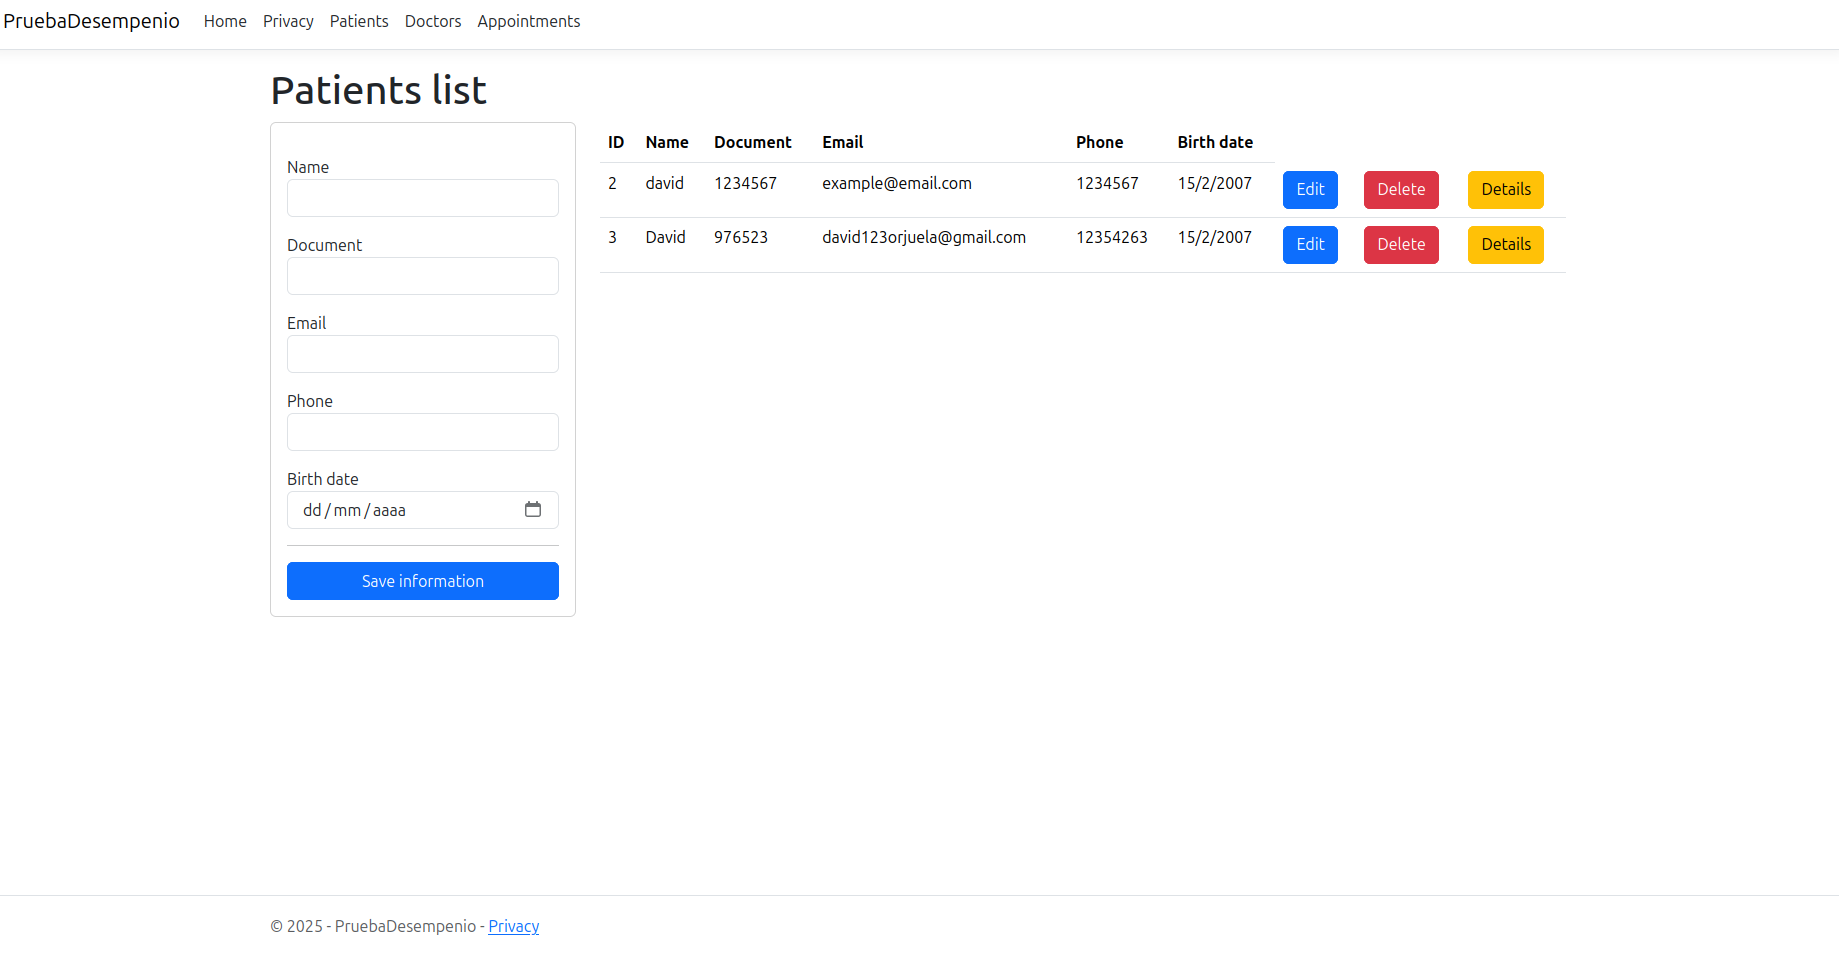 PruebaDesempenio Home Privacy Patients Doctors Appointments
Patients list
Name
Document
Email
Phone
Birth date
dd/mm/aaaa
Save information
ID Name Document Email Phone Birth date
2 david 1234567 example@email.com 1234567 15/2/2007 Edit Delete Details
3 David 976523 david123orjuela@gmail.com 12354263 15/2/2007 Edit Delete Details
© 2025 - PruebaDesempenio - Privacy